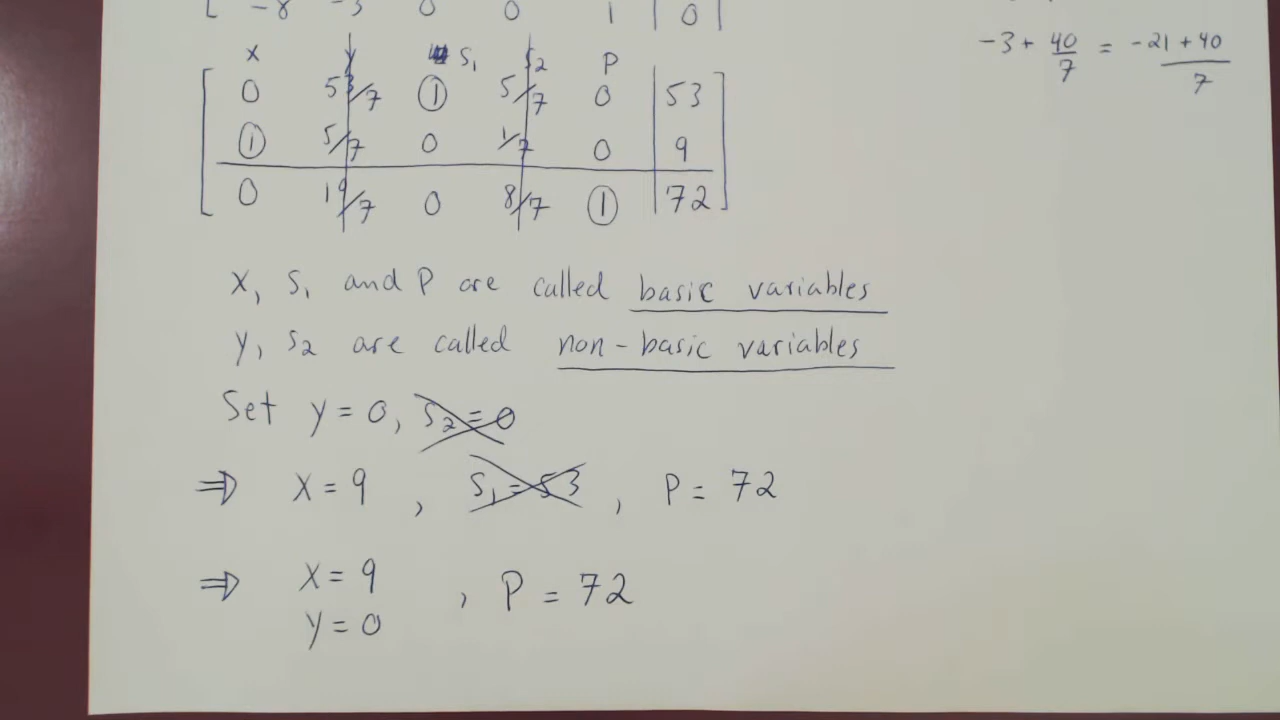 [ -8 -3 0 0 1 | 0 |
-3 + 40/7 = -21 + 40/7
x y s₁ s₂ P
0 53/7 1 5/7 0 | 53
1 5/7 0 1/7 0 | 9
0 19/7 0 8/7 1 | 72
x, s₁ and P are called basic variables
y, s₂ are called non-basic variables
Set y = 0, s₂ = 0
⇒ x = 9 , s₁ = 53 , P = 72
⇒ x = 9 , P = 72
y = 0